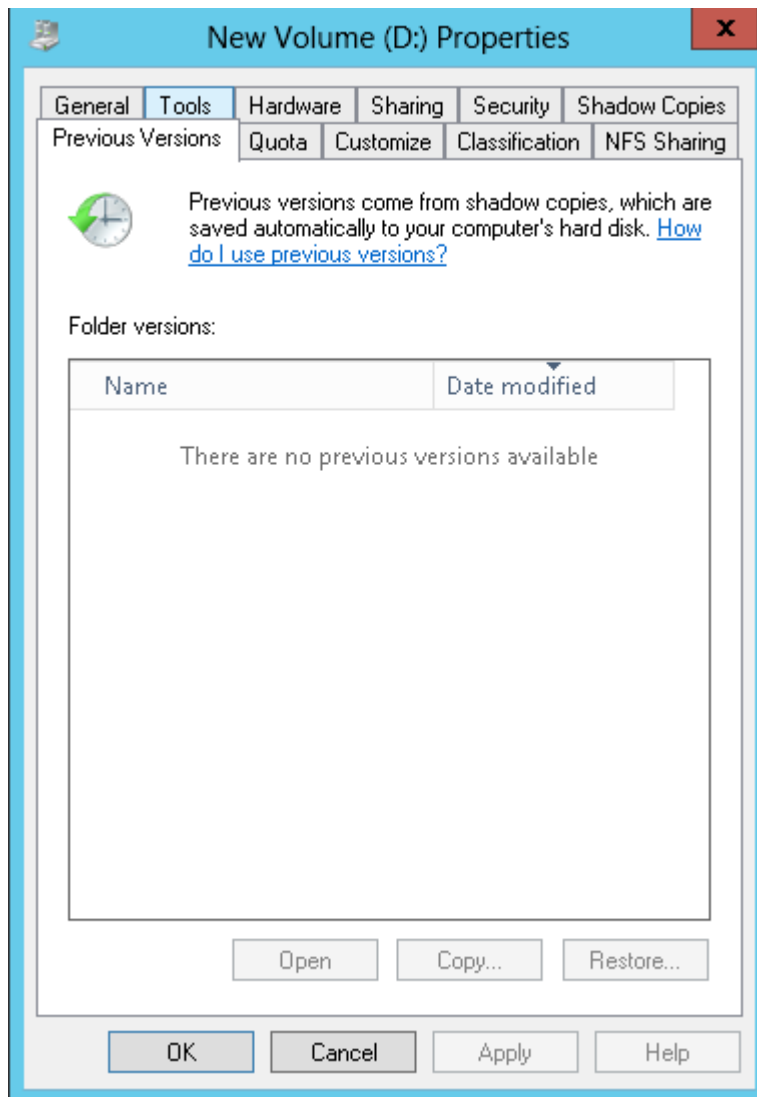 New Volume (D:) Properties
x
General Tools Hardware Sharing Security Shadow Copies
Previous Versions Quota Customize Classification NFS Sharing
Previous versions come from shadow copies, which are
saved automatically to your computer's hard disk. How
do I use previous versions?
Folder versions:
Name Date modified
There are no previous versions available
Open Copy... Restore...
OK Cancel Apply Help